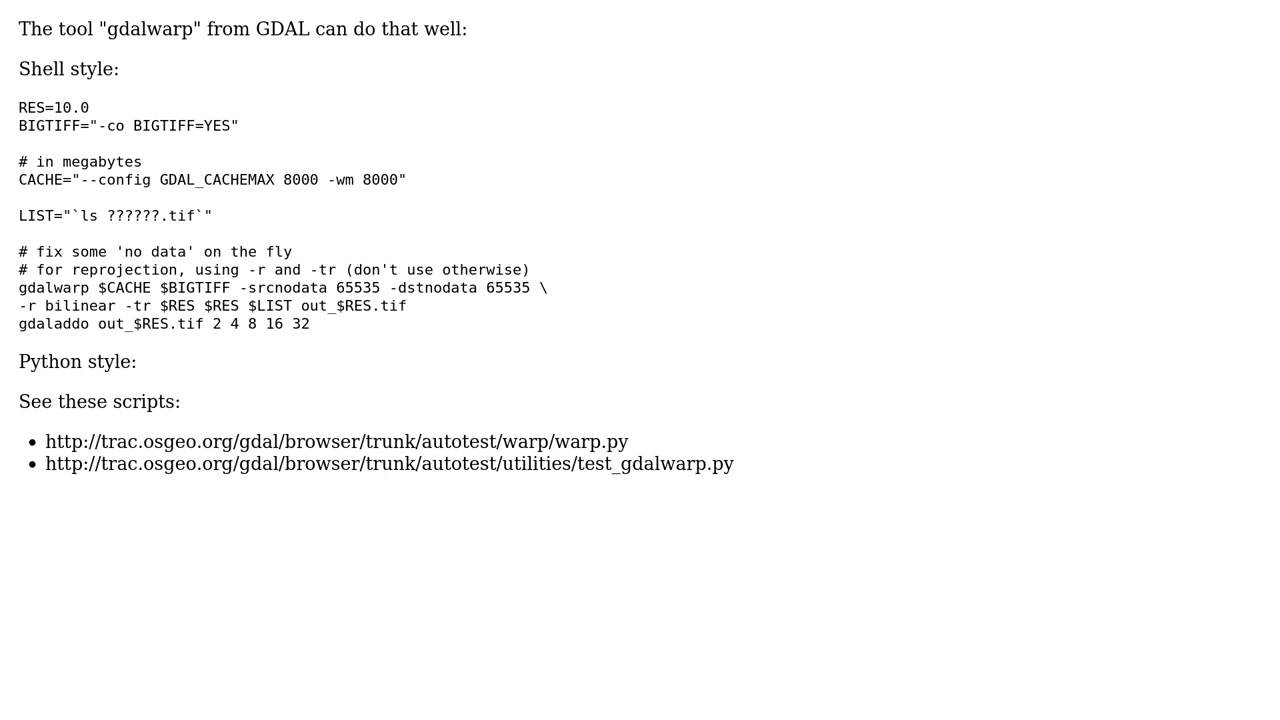 The tool "gdalwarp" from GDAL can do that well:
Shell style:
RES=10.0
BIGTIFF="-co BIGTIFF=YES"
# in megabytes
CACHE="--config GDAL_CACHEMAX 8000 -wm 8000"
LIST="`ls ??????.tif`"
# fix some 'no data' on the fly
# for reprojection, using -r and -tr (don't use otherwise)
gdalwarp $CACHE $BIGTIFF -srcnodata 65535 -dstnodata 65535 \
-r bilinear -tr $RES $RES $LIST out_$RES.tif
gdaladdo out_$RES.tif 2 4 8 16 32
Python style:
See these scripts:
• http://trac.osgeo.org/gdal/browser/trunk/autotest/warp/warp.py
• http://trac.osgeo.org/gdal/browser/trunk/autotest/utilities/test_gdalwarp.py